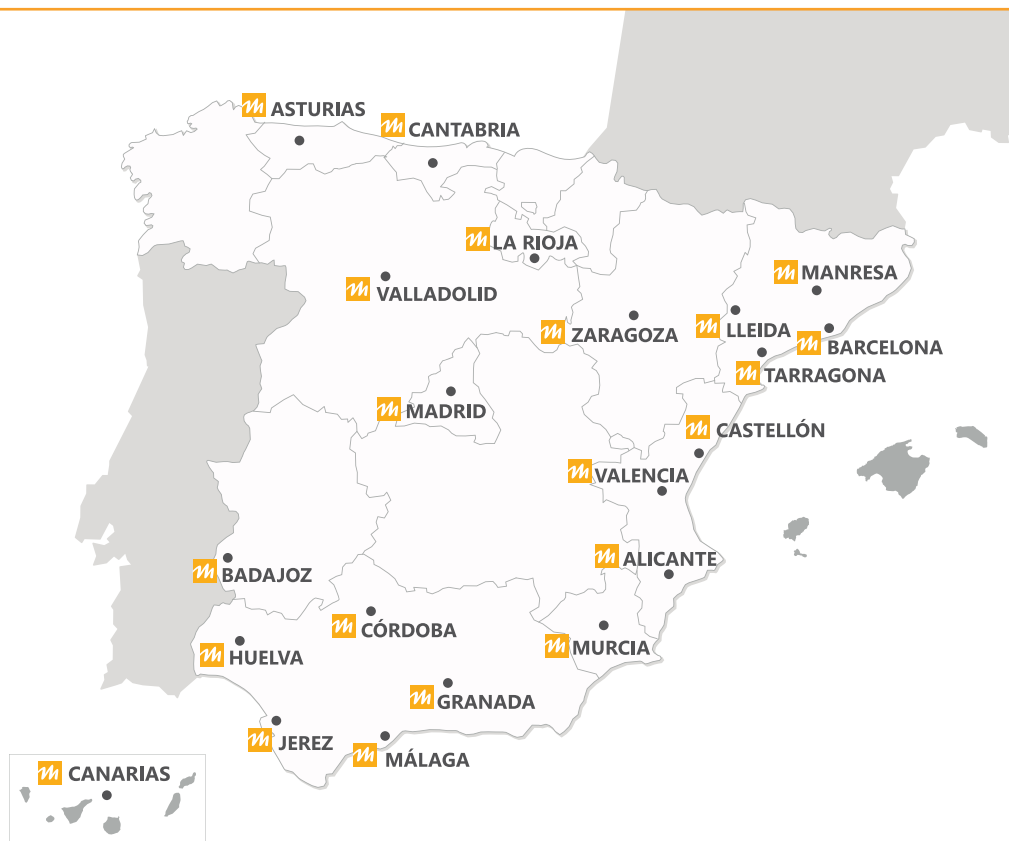 ASTURIAS
CANTABRIA
LA RIOJA
MANRESA
VALLADOLID
LLEIDA
ZARAGOZA
BARCELONA
TARRAGONA
MADRID
CASTELLÓN
VALENCIA
ALICANTE
BADAJOZ
CÓRDOBA
MURCIA
HUELVA
GRANADA
JEREZ
MÁLAGA
CANARIAS